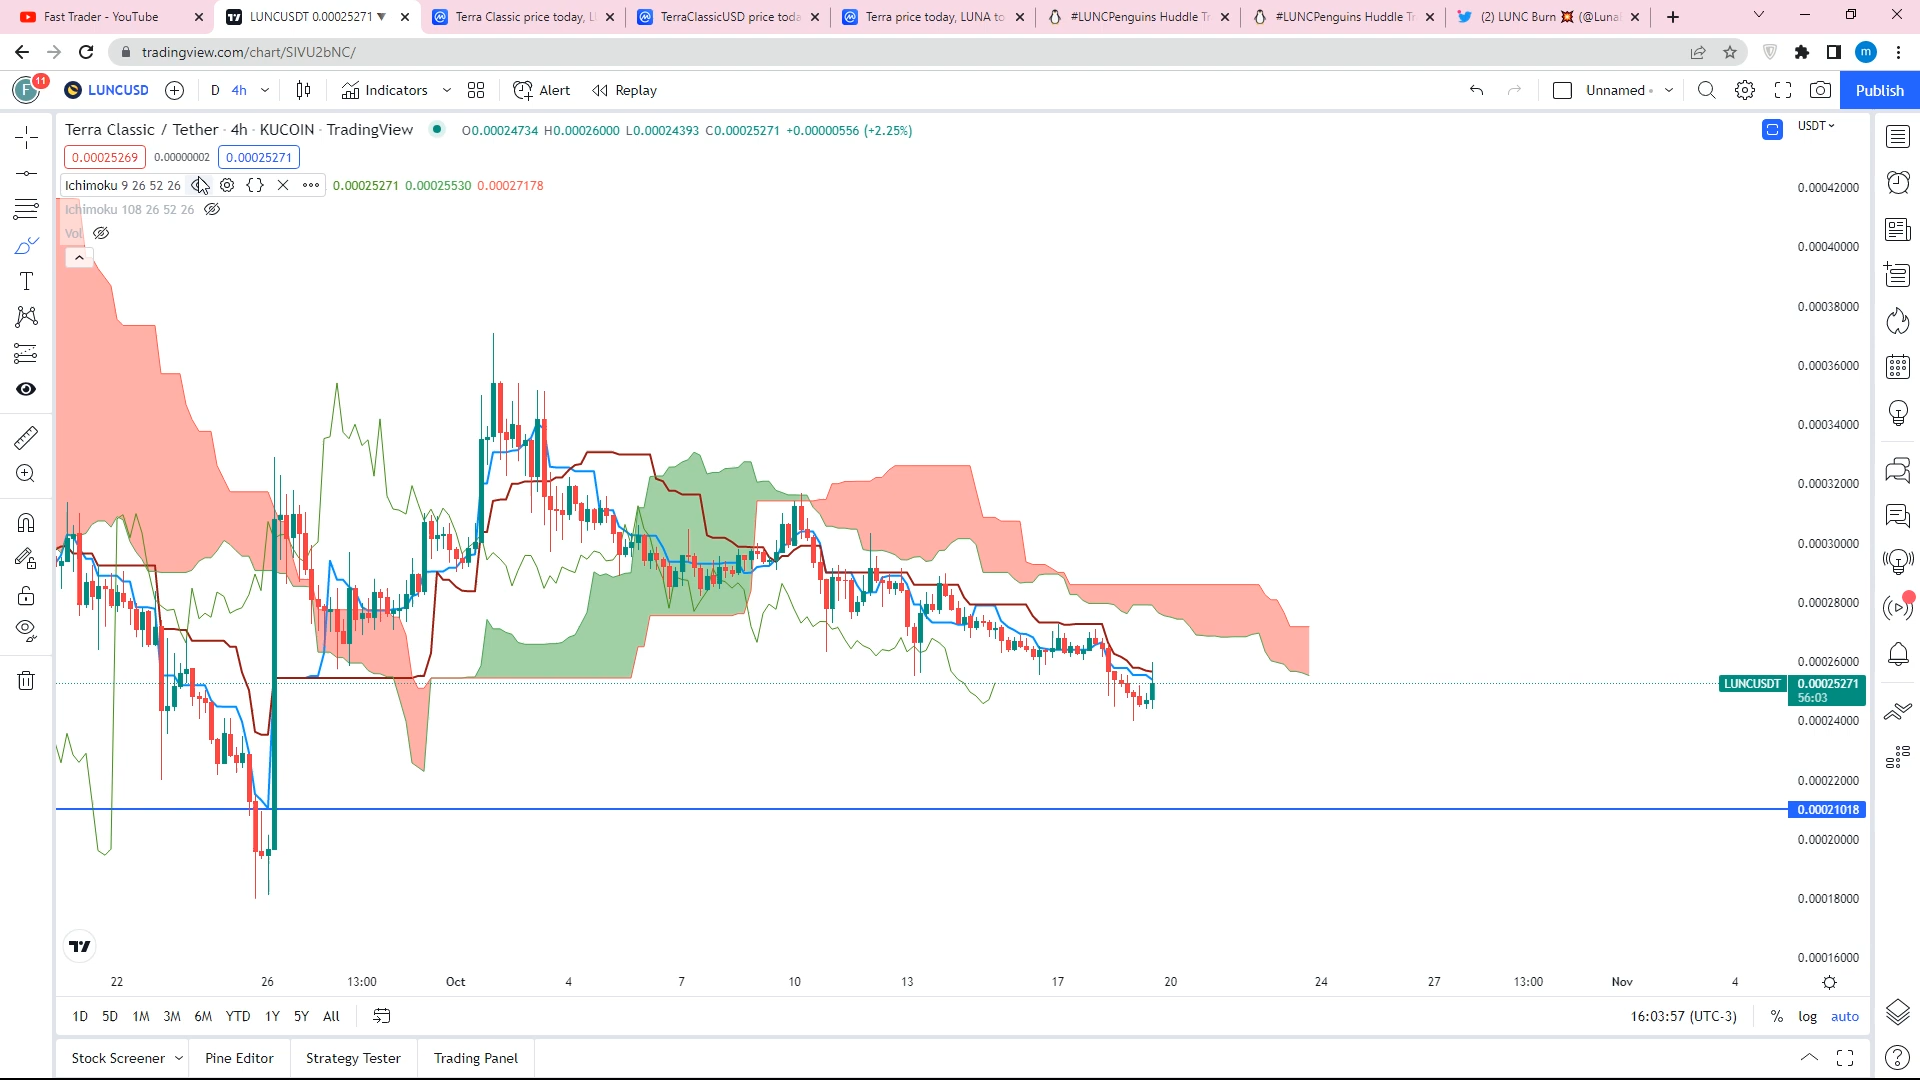 Fast Trader - YouTube
LUNCUSDT 0.00025271 ▼
Terra Classic price today, L
TerraClassicUSD price toda
Terra price today, LUNA to
#LUNCPenguins Huddle Tr
#LUNCPenguins Huddle Tr
(2) LUNC Burn 💥 (@Luna
tradingview.com/chart/SIVU2bNC/
m
F
11
LUNCUSD
D
4h
Indicators
Alert
Replay
Unnamed
Publish
Terra Classic / Tether · 4h · KUCOIN · TradingView
O0.00024734 H0.00026000 L0.00024393 C0.00025271 +0.00000556 (+2.25%)
USDT
0.00025269
0.00000002
0.00025271
Ichimoku 9 26 52 26
0.00025271 0.00025530 0.00027178
Ichimoku 108 26 52 26
Vol
0.00042000
0.00040000
0.00038000
0.00036000
0.00034000
0.00032000
0.00030000
0.00028000
0.00026000
LUNCUSDT
0.00025271
56:03
0.00024000
0.00022000
0.00021018
0.00020000
0.00018000
0.00016000
22
26
13:00
Oct
4
7
10
13
17
20
24
27
13:00
Nov
4
1D
5D
1M
3M
6M
YTD
1Y
5Y
All
16:03:57 (UTC-3)
%
log
auto
Stock Screener
Pine Editor
Strategy Tester
Trading Panel